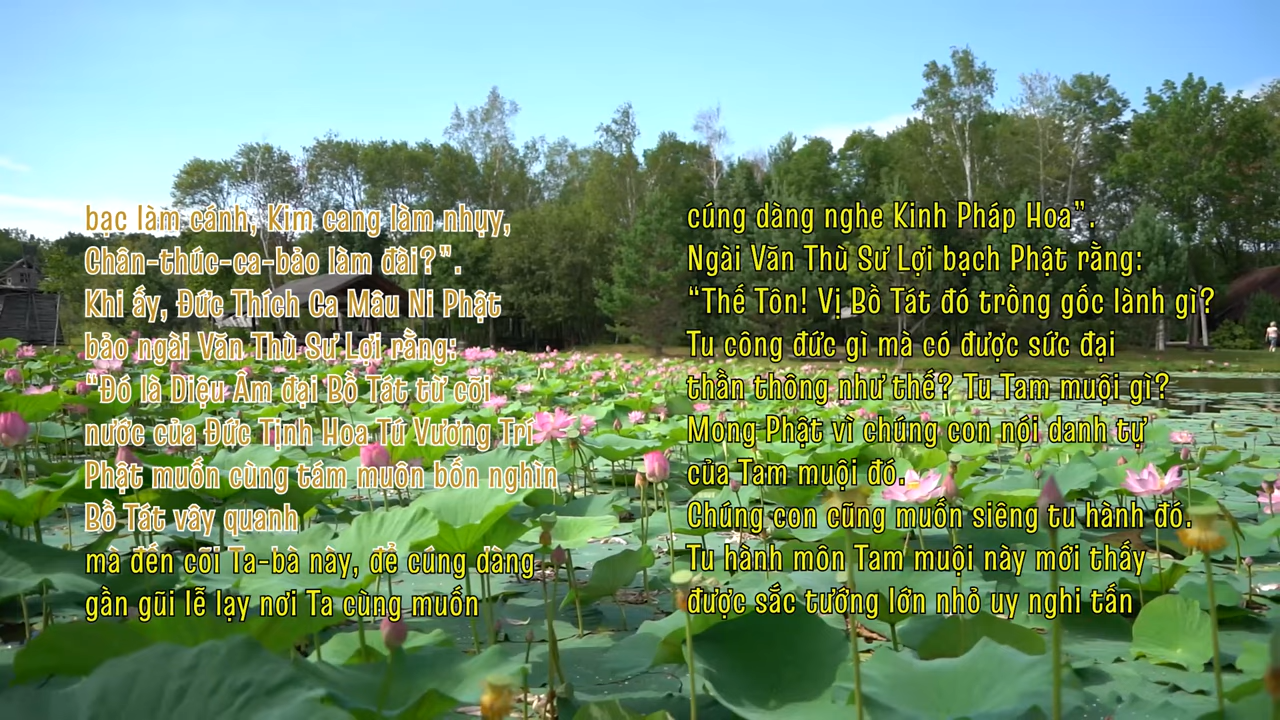 bạc làm cánh, Kim cang làm nhụy,
Chân-thúc-ca-bảo làm đài?”.
Khi ấy, Đức Thích Ca Mâu Ni Phật
bảo ngài Văn Thù Sư Lợi rằng:
“Đó là Diệu Âm đại Bồ Tát từ cõi
nước của Đức Tịnh Hoa Tú Vương Trí
Phật muốn cùng tám muôn bốn nghìn
Bồ Tát vây quanh
mà đến cõi Ta-bà này, để cúng dàng
gần gũi lễ lạy nơi Ta cùng muốn
cúng dàng nghe Kinh Pháp Hoa”.
Ngài Văn Thù Sư Lợi bạch Phật rằng:
“Thế Tôn! Vị Bồ Tát đó trồng gốc lành gì?
Tu công đức gì mà có được sức đại
thần thông như thế? Tu Tam muội gì?
Mong Phật vì chúng con nói danh tự
của Tam muội đó.
Chúng con cũng muốn siêng tu hành đó.
Tu hành môn Tam muội này mới thấy
được sắc tướng lớn nhỏ uy nghi tấn